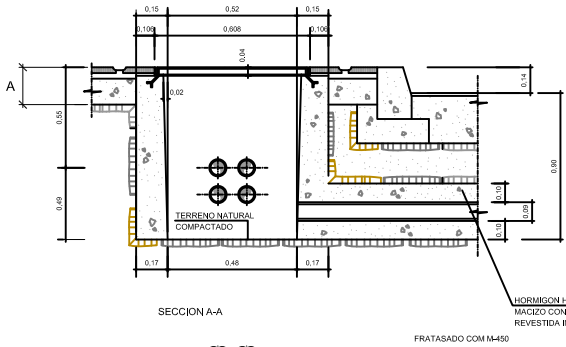 0,15
0,52
0,15
0,106
0,608
0,106
0,04
A
0,14
0,02
0,55
0,90
0,49
0,10
0,09
0,10
TERRENO NATURAL
COMPACTADO
0,17
0,48
0,17
SECCION A-A
HORMIGON H
MACIZO CON
REVESTIDA I
FRATASADO COM M-450